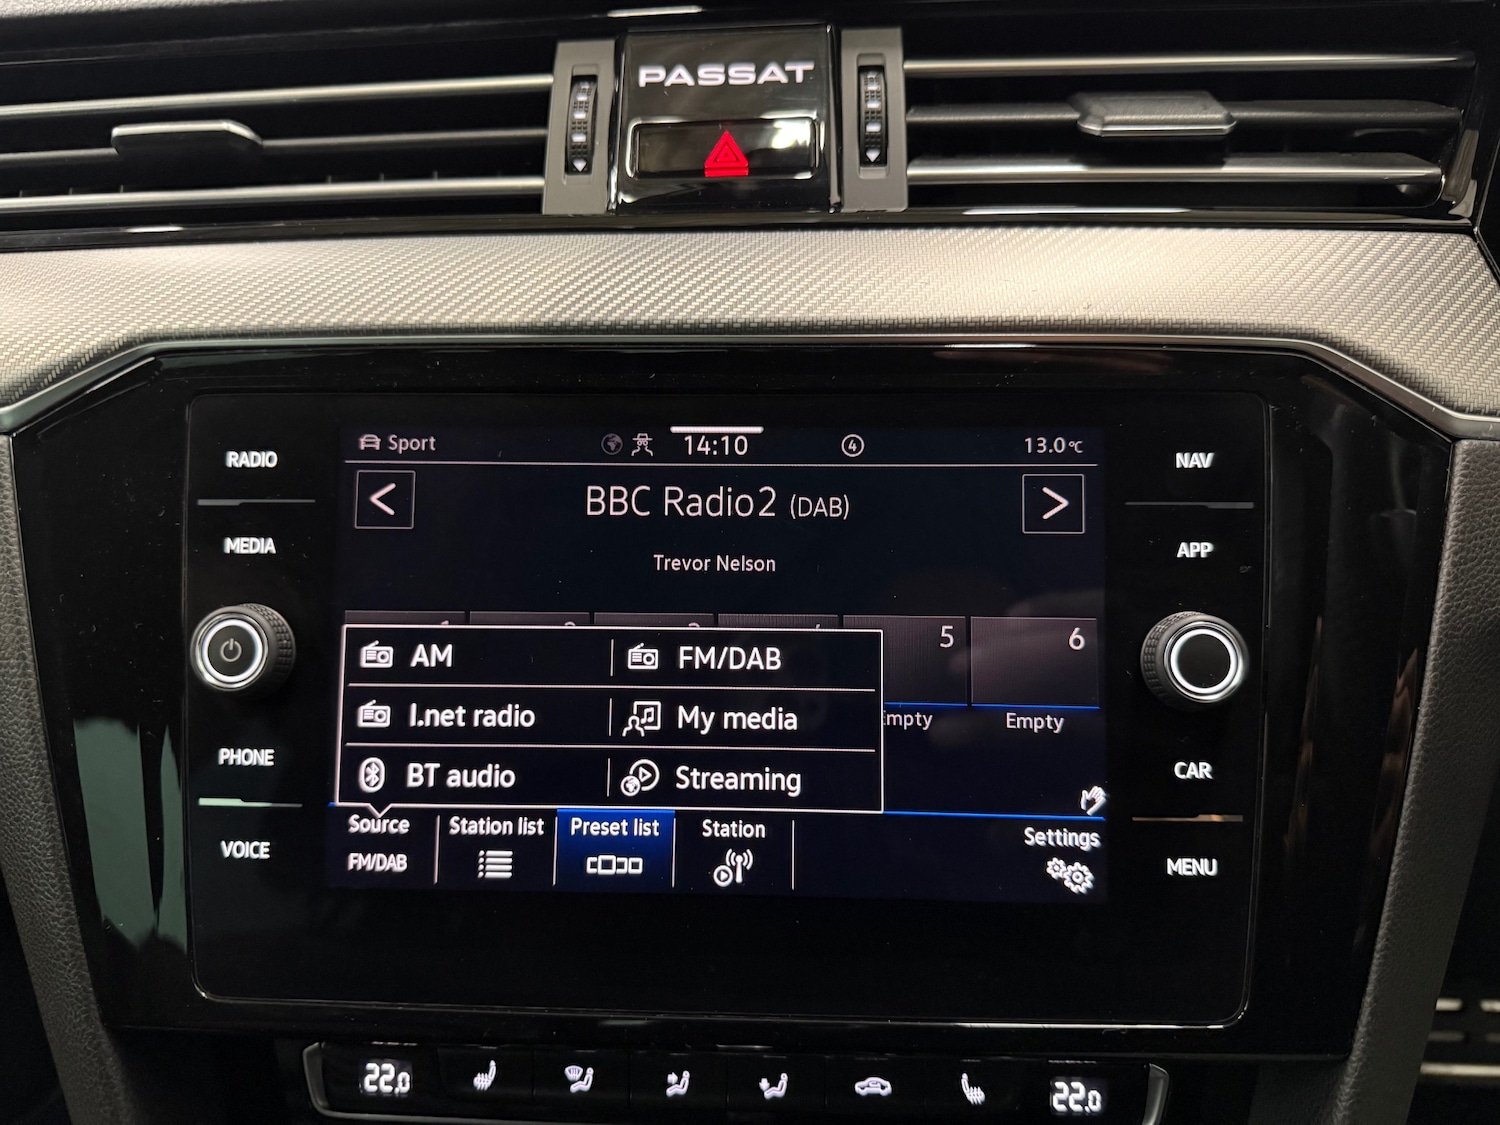 PASSAT
RADIO
MEDIA
PHONE
VOICE
Sport
14:10
4
13.0°C
<
BBC Radio2 (DAB)
>
Trevor Nelson
5
6
Empty
AM
FM/DAB
I.net radio
My media
BT audio
Streaming
Source
FM/DAB
Station list
Preset list
Station
Settings
NAV
APP
CAR
MENU
22.0
22.0